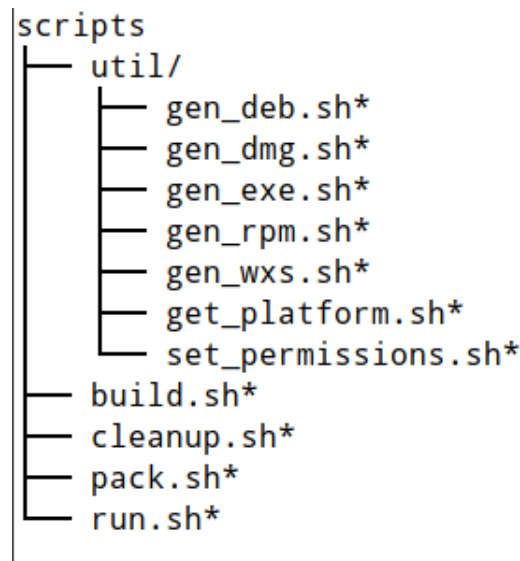 scripts
util/
gen_deb.sh*
gen_dmg.sh*
gen_exe.sh*
gen_rpm.sh*
gen_wxs.sh*
get_platform.sh*
set_permissions.sh*
build.sh*
cleanup.sh*
pack.sh*
run.sh*